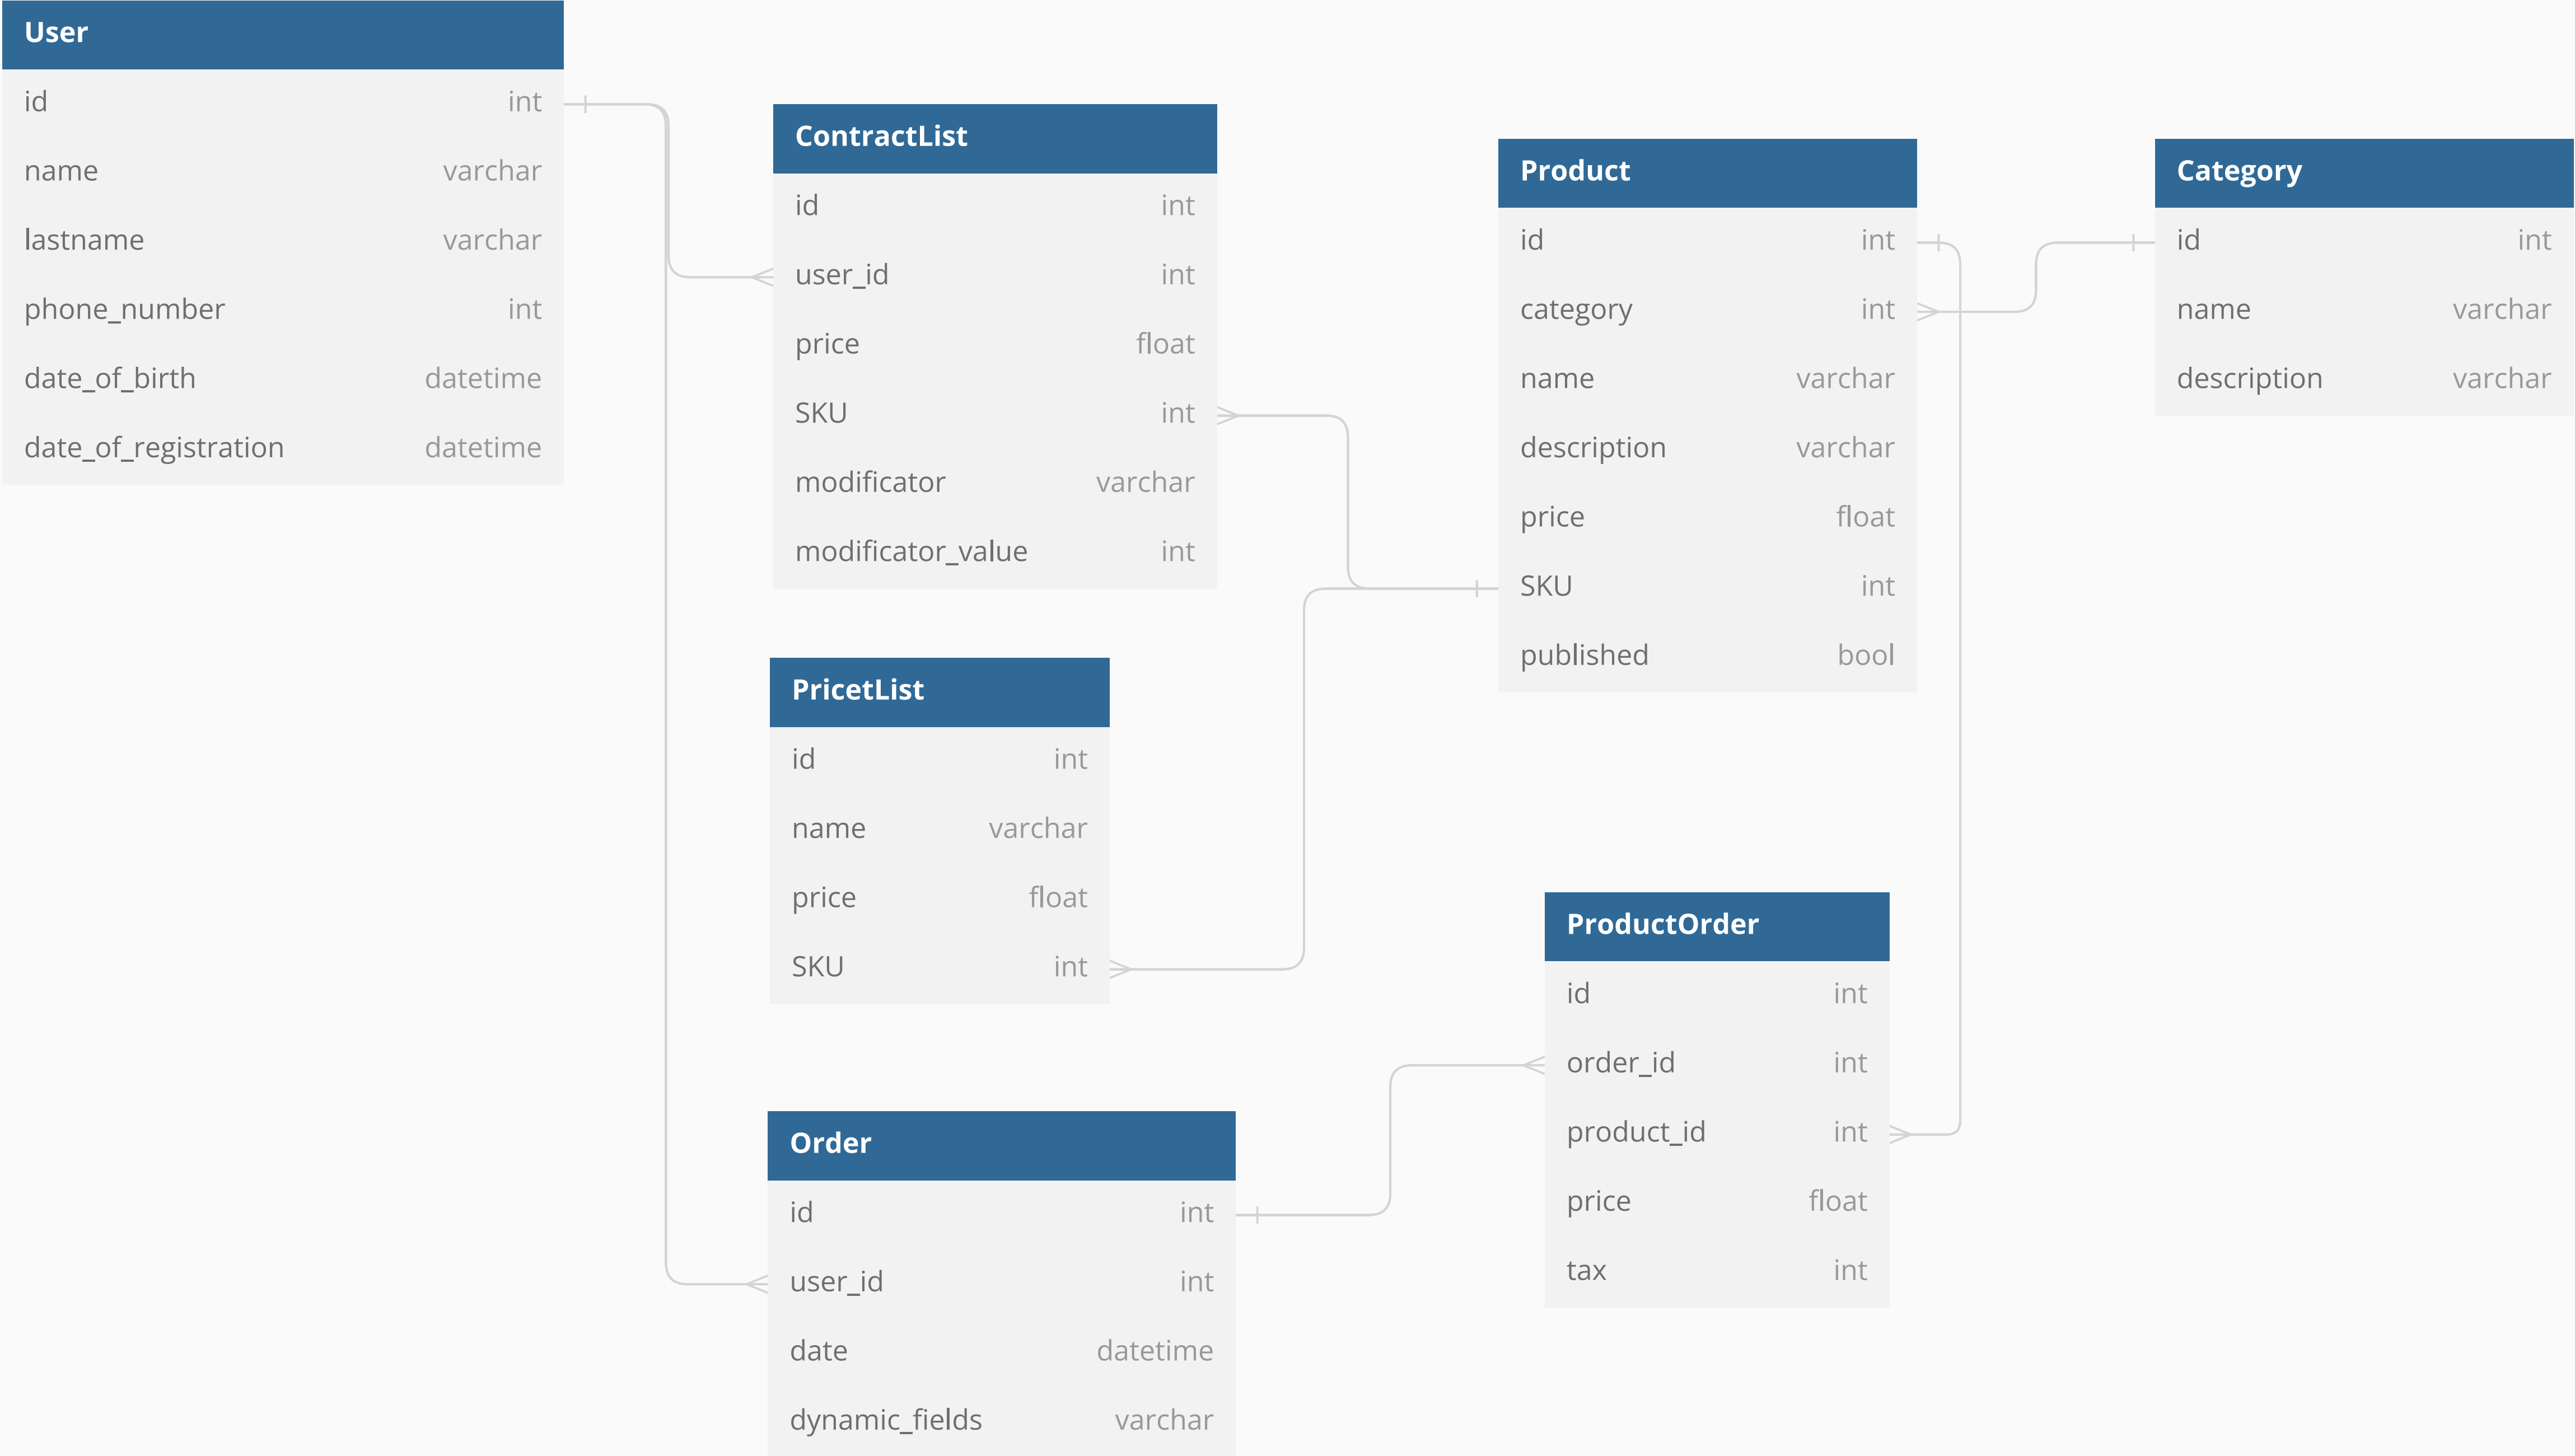 User
id int
name varchar
lastname varchar
phone_number int
date_of_birth datetime
date_of_registration datetime
ContractList
id int
user_id int
price float
SKU int
modificator varchar
modificator_value int
PricetList
id int
name varchar
price float
SKU int
Order
id int
user_id int
date datetime
dynamic_fields varchar
Product
id int
category int
name varchar
description varchar
price float
SKU int
published bool
ProductOrder
id int
order_id int
product_id int
price float
tax int
Category
id int
name varchar
description varchar